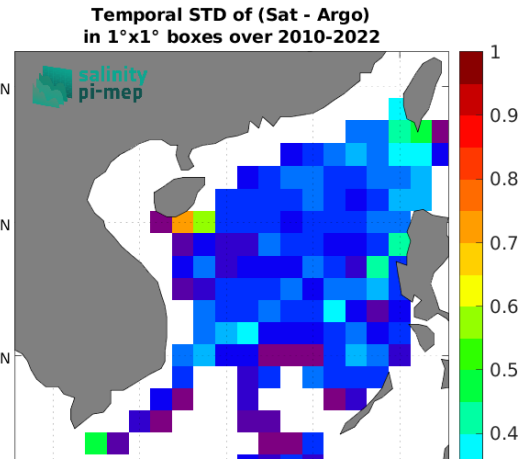 Temporal STD of (Sat - Argo)
in 1°x1° boxes over 2010-2022
salinity
pi-mep
N
N
N
1
0.9
0.8
0.7
0.6
0.5
0.4